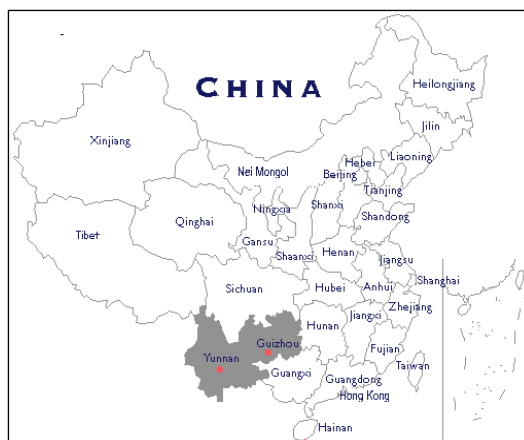 CHINA
Heilongjiang
Jilin
Xinjiang
Liaoning
Hebei
Nei Mongol
Beijing
Tianjing
Ningxia
Shanxi
Shandong
Qinghai
Tibet
Gansu
Henan
Shaanxi
Jiangsu
Shanghai
Sichuan
Hubei
Anhui
Zhejiang
Jiangxi
Hunan
Guizhou
Yunnan
Fujian
Taiwan
Guangxi
Guangdong
Hong Kong
Hainan